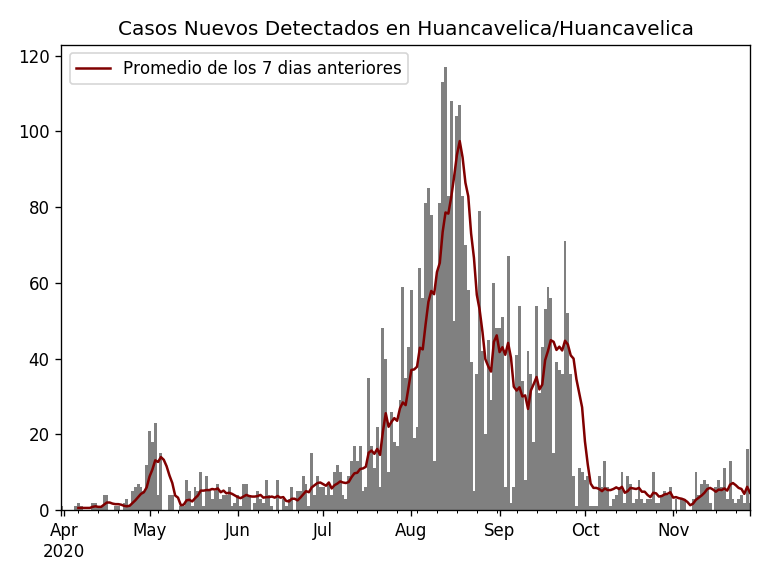 Casos Nuevos Detectados en Huancavelica/Huancavelica
Promedio de los 7 dias anteriores
120
100
80
60
40
20
0
Apr May Jun Jul Aug Sep Oct Nov
2020